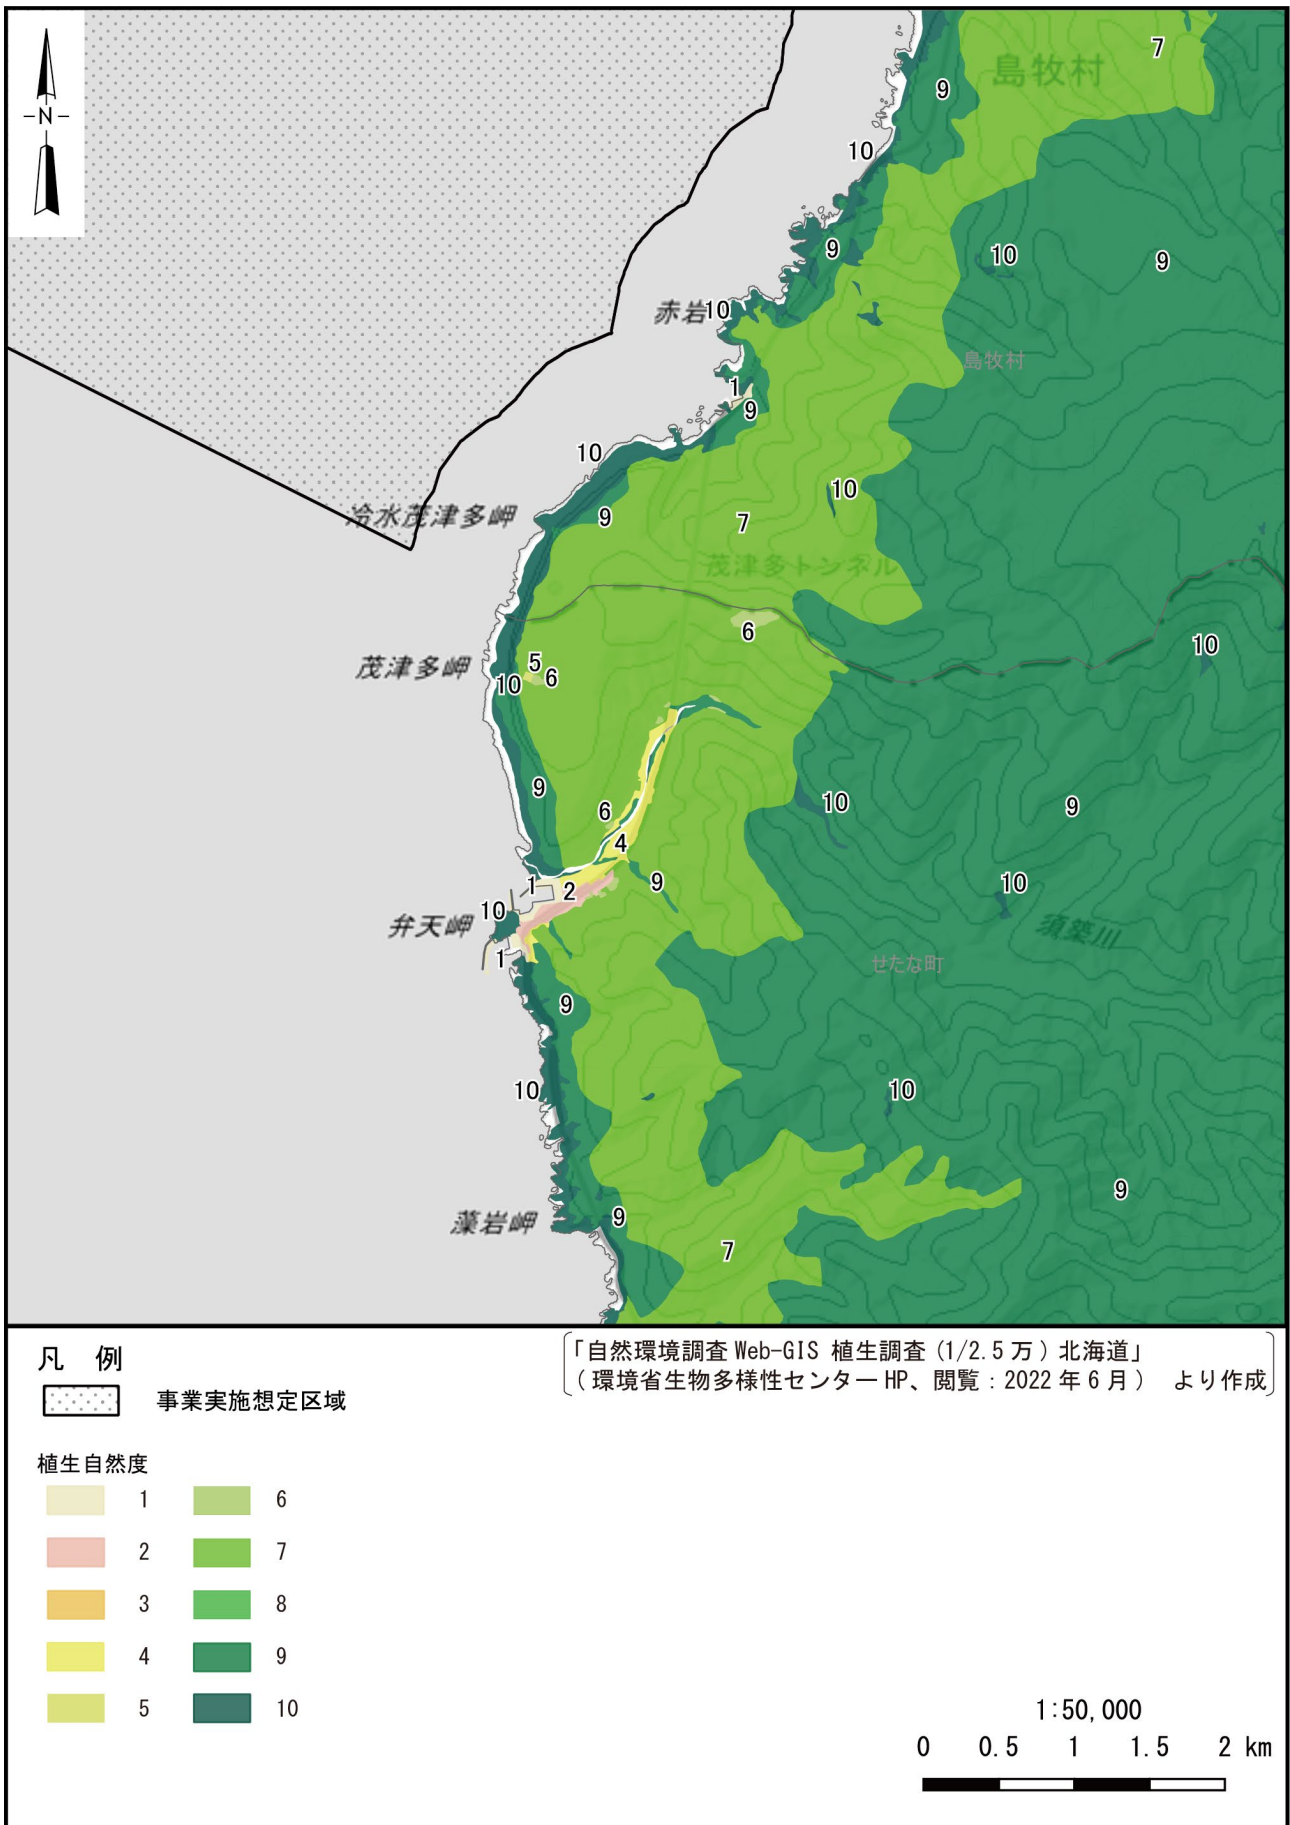 N
7
島牧村
9
10
9
10
9
赤岩
10
島牧村
1
9
10
10
冷水茂津多岬
9
7
茂津多トンネル
6
10
茂津多岬
5
6
10
9
10
9
6
4
10
1
2
9
10
弁天岬
須築川
せたな町
1
9
10
10
9
藻岩岬
9
7
凡 例
「自然環境調査 Web-GIS 植生調査 (1/2.5 万) 北海道」
(環境省生物多様性センター HP、閲覧:2022 年 6 月) より作成
事業実施想定区域
植生自然度
1 6
2 7
3 8
4 9
5 10
1:50,000
0 0.5 1 1.5 2 km